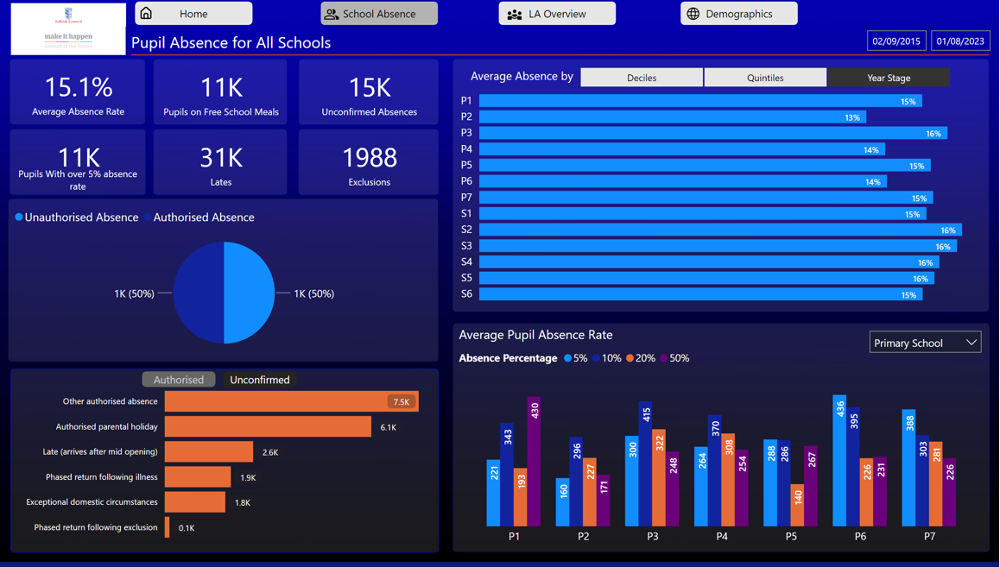 Falkirk Council
make it happen
Home
School Absence
LA Overview
Demographics
Pupil Absence for All Schools
02/09/2015
01/08/2023
15.1%
Average Absence Rate
11K
Pupils on Free School Meals
15K
Unconfirmed Absences
11K
Pupils With over 5% absence
rate
31K
Lates
1988
Exclusions
Unauthorised Absence
Authorised Absence
1K (50%)
1K (50%)
Authorised
Unconfirmed
Other authorised absence
7.5K
Authorised parental holiday
6.1K
Late (arrives after mid opening)
2.6K
Phased return following illness
1.9K
Exceptional domestic circumstances
1.8K
Phased return following exclusion
0.1K
Average Absence by
Deciles
Quintiles
Year Stage
P1 15%
P2 13%
P3 16%
P4 14%
P5 15%
P6 14%
P7 15%
S1 15%
S2 16%
S3 16%
S4 16%
S5 16%
S6 15%
Average Pupil Absence Rate
Primary School
Absence Percentage 5% 10% 20% 50%
221 343 193 430
160 296 227 171
300 415 322 248
264 370 308 254
288 286 140 267
436 395 226 231
388 303 281 226
P1 P2 P3 P4 P5 P6 P7